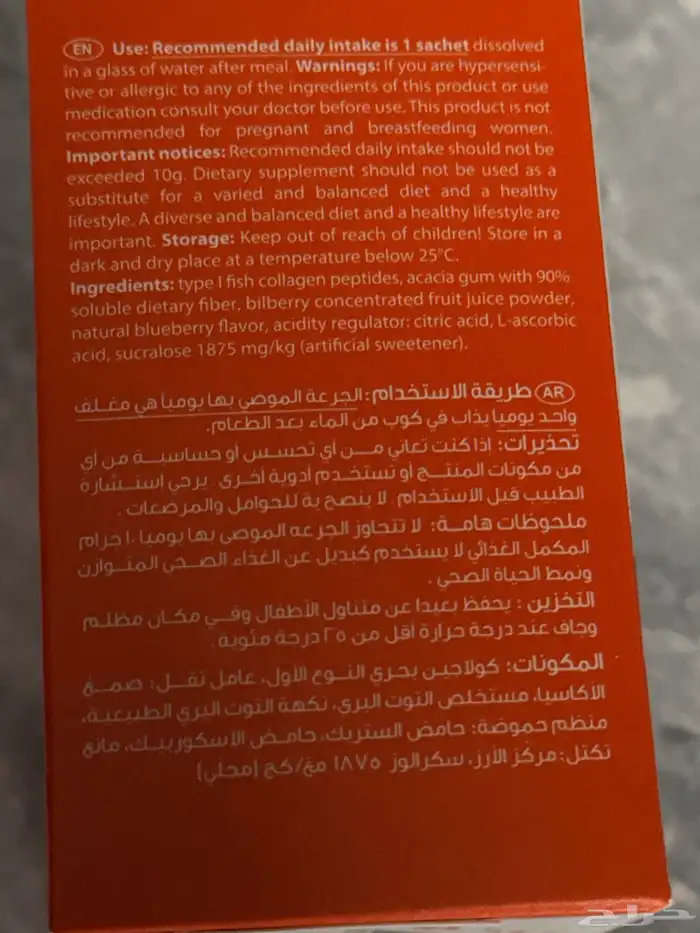 EN Use: Recommended daily intake is 1 sachet dissolved
in a glass of water after meal. Warnings: If you are hypersensi-
tive or allergic to any of the ingredients of this product or use
medication consult your doctor before use. This product is not
recommended for pregnant and breastfeeding women.
Important notices: Recommended daily intake should not be
exceeded 10g. Dietary supplement should not be used as a
substitute for a varied and balanced diet and a healthy
lifestyle. A diverse and balanced diet and a healthy lifestyle are
important. Storage: Keep out of reach of children! Store in a
dark and dry place at a temperature below 25°C.
Ingredients: type I fish collagen peptides, acacia gum with 90%
soluble dietary fiber, bilberry concentrated fruit juice powder,
natural blueberry flavor, acidity regulator: citric acid, L-ascorbic
acid, sucralose 1875 mg/kg (artificial sweetener).
AR طريقة الاستخدام: الجرعة الموصي بها يومياً هي مغلف
واحد يومياً يذاب في كوب من الماء بعد الطعام.
تحذيرات: اذا كنت تعاني من أي تحسس أو حساسية من أي
من مكونات المنتج أو تستخدم أدوية أخرى. يرجى إستشارة
الطبيب قبل الاستخدام. لا ينصح بة للحوامل والمرضعات.
ملحوظات هامة: لا تتجاوز الجرعه الموصى بها يوميا ١٠ جرام
المكمل الغذائي لا يستخدم كبديل عن الغذاء الصحي المتوازن
ونمط الحياة الصحي.
التخزين: يحفظ بعيدا عن متناول الأطفال وفي مكان مظلم
وجاف عند درجة حرارة أقل من ٢٥ درجة مئوية.
المكونات: كولاجين بحري النوع الأول، عامل نقل: صمغ
الأكاسيا، مستخلص التوت البري، نكهة التوت البري الطبيعية،
منظم حموضة: حامض الستريك، حامض الاسكوربيك، مانع
تكتل: مركز الأرز، سكرالوز ١٨٧٥ مغ/كج (محلي)
حراج